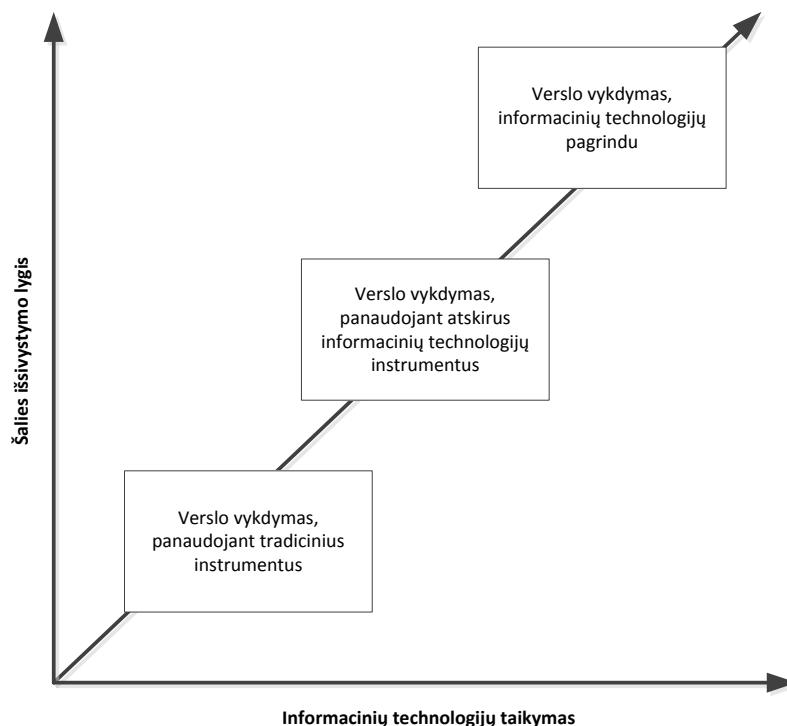 Verslo vykdymas,
informacinių technologijų
pagrindu
Verslo vykdymas,
panaudojant atskirus
informacinių technologijų
instrumentus
Verslo vykdymas,
panaudojant tradicinius
instrumentus
Šalies išsivystymo lygis
Informacinių technologijų taikymas